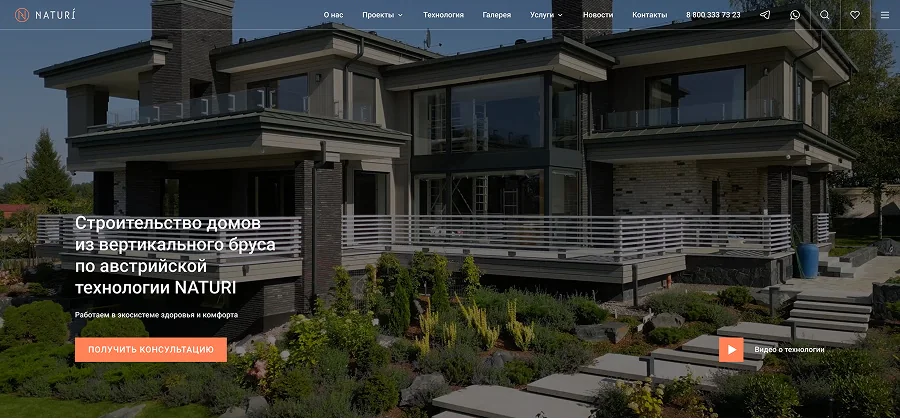 NATURÍ
О нас
Проекты
Технология
Галерея
Услуги
Новости
Контакты
8 800 333 73 23
Строительство домов
из вертикального бруса
по австрийской
технологии NATURI
Работаем в экосистеме здоровья и комфорта
ПОЛУЧИТЬ КОНСУЛЬТАЦИЮ
Видео о технологии